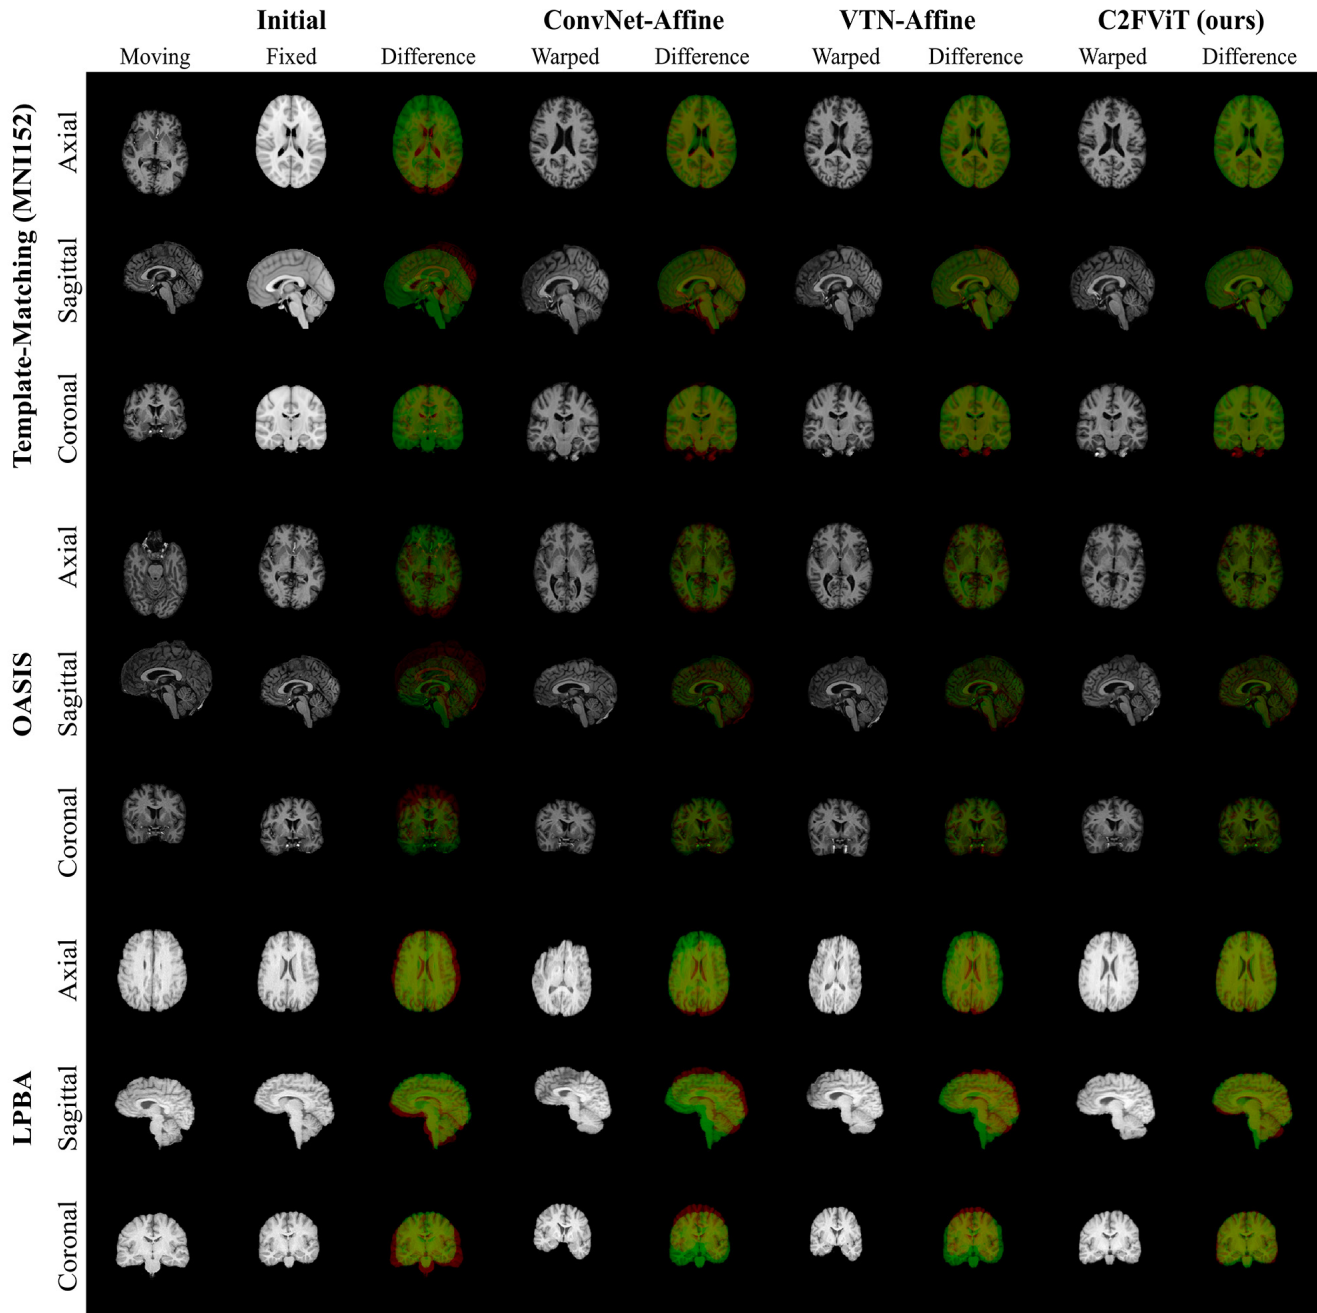 Initial
ConvNet-Affine
VTN-Affine
C2FViT (ours)
Moving
Fixed
Difference
Warped
Difference
Warped
Difference
Warped
Difference
Template-Matching (MNI152)
Axial
Sagittal
Coronal
OASIS
Axial
Sagittal
Coronal
LPBA
Axial
Sagittal
Coronal